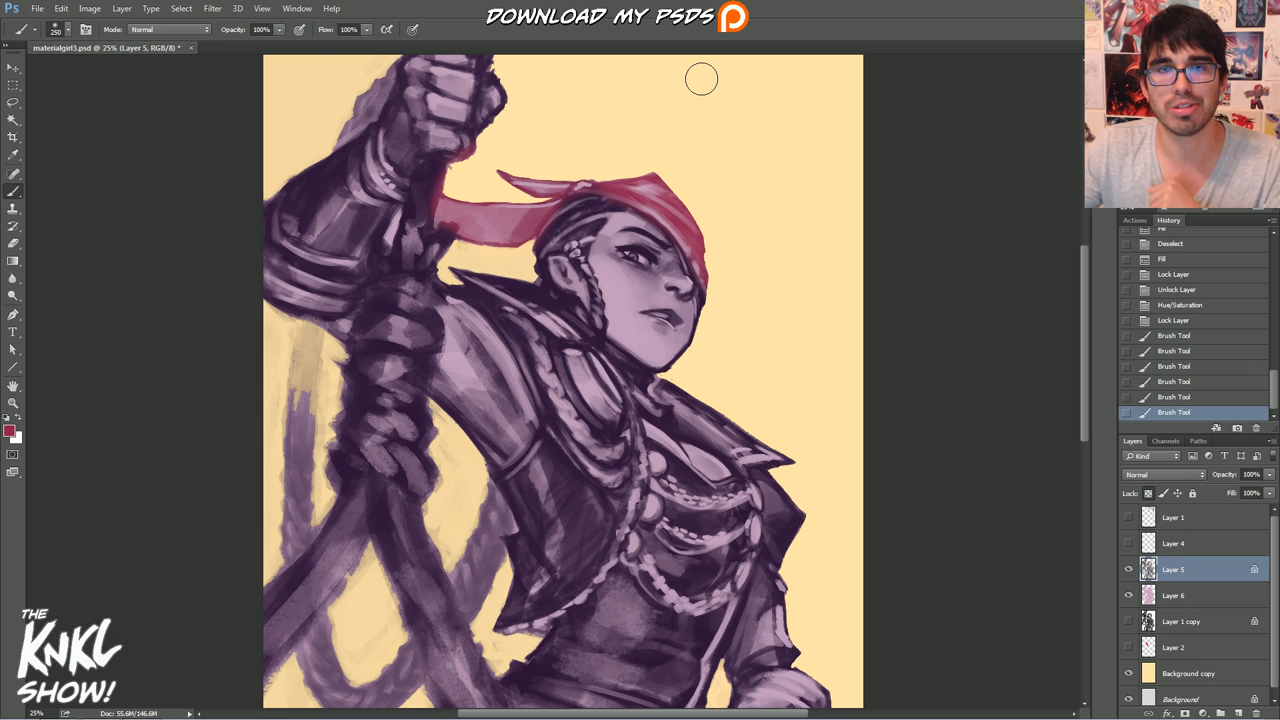 DOWNLOAD MY PSDS
Ps File Edit Image Layer Type Select Filter 3D View Window Help
250 Mode: Normal Opacity: 100% Flow: 100%
materialgirl3.psd @ 25% (Layer 5, RGB/8) * ×
Actions History
Fill
Deselect
Fill
Lock Layer
Unlock Layer
Hue/Saturation
Lock Layer
Brush Tool
Brush Tool
Brush Tool
Brush Tool
Brush Tool
Brush Tool
Layers Channels Paths
Kind
Normal Opacity: 100%
Lock: Fill: 100%
Layer 1
Layer 4
Layer 5
Layer 6
Layer 1 copy
Layer 2
Background copy
Background
THE
KNKL
SHOW!
25% Doc: 55.6M/146.6M